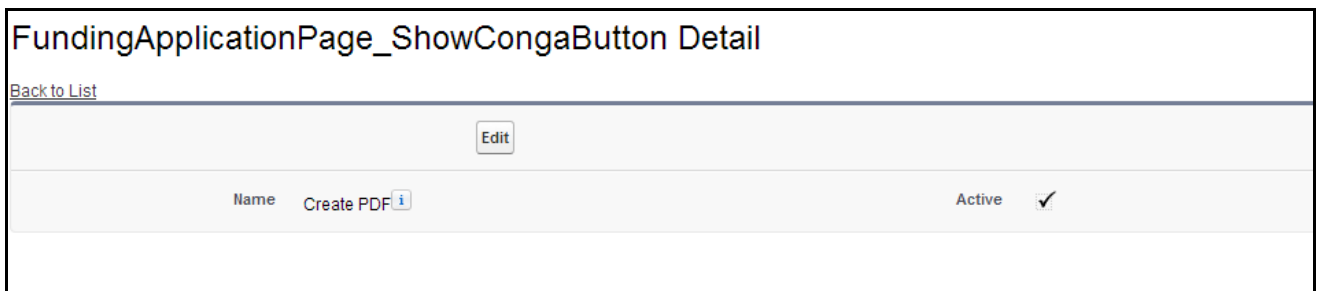 FundingApplicationPage_ShowCongaButton Detail
Back to List
Edit
Name Create PDF i Active